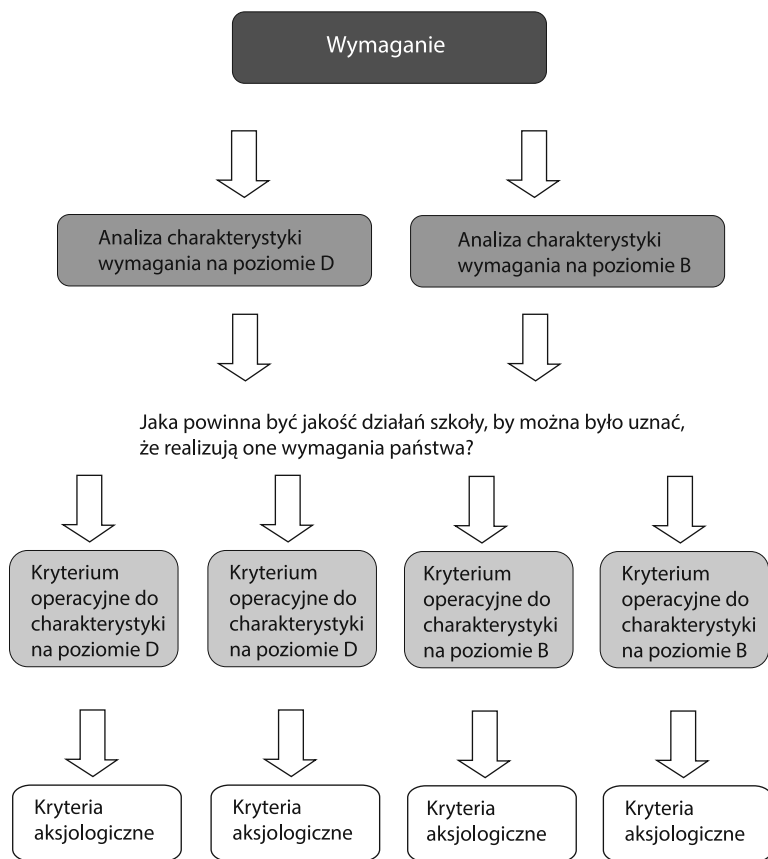 Wymaganie
Analiza charakterystyki
wymagania na poziomie D
Analiza charakterystyki
wymagania na poziomie B
Jaka powinna być jakość działań szkoły, by można było uznać,
że realizują one wymagania państwa?
Kryterium
operacyjne do
charakterystyki
na poziomie D
Kryterium
operacyjne do
charakterystyki
na poziomie D
Kryterium
operacyjne do
charakterystyki
na poziomie B
Kryterium
operacyjne do
charakterystyki
na poziomie B
Kryteria
aksjologiczne
Kryteria
aksjologiczne
Kryteria
aksjologiczne
Kryteria
aksjologiczne